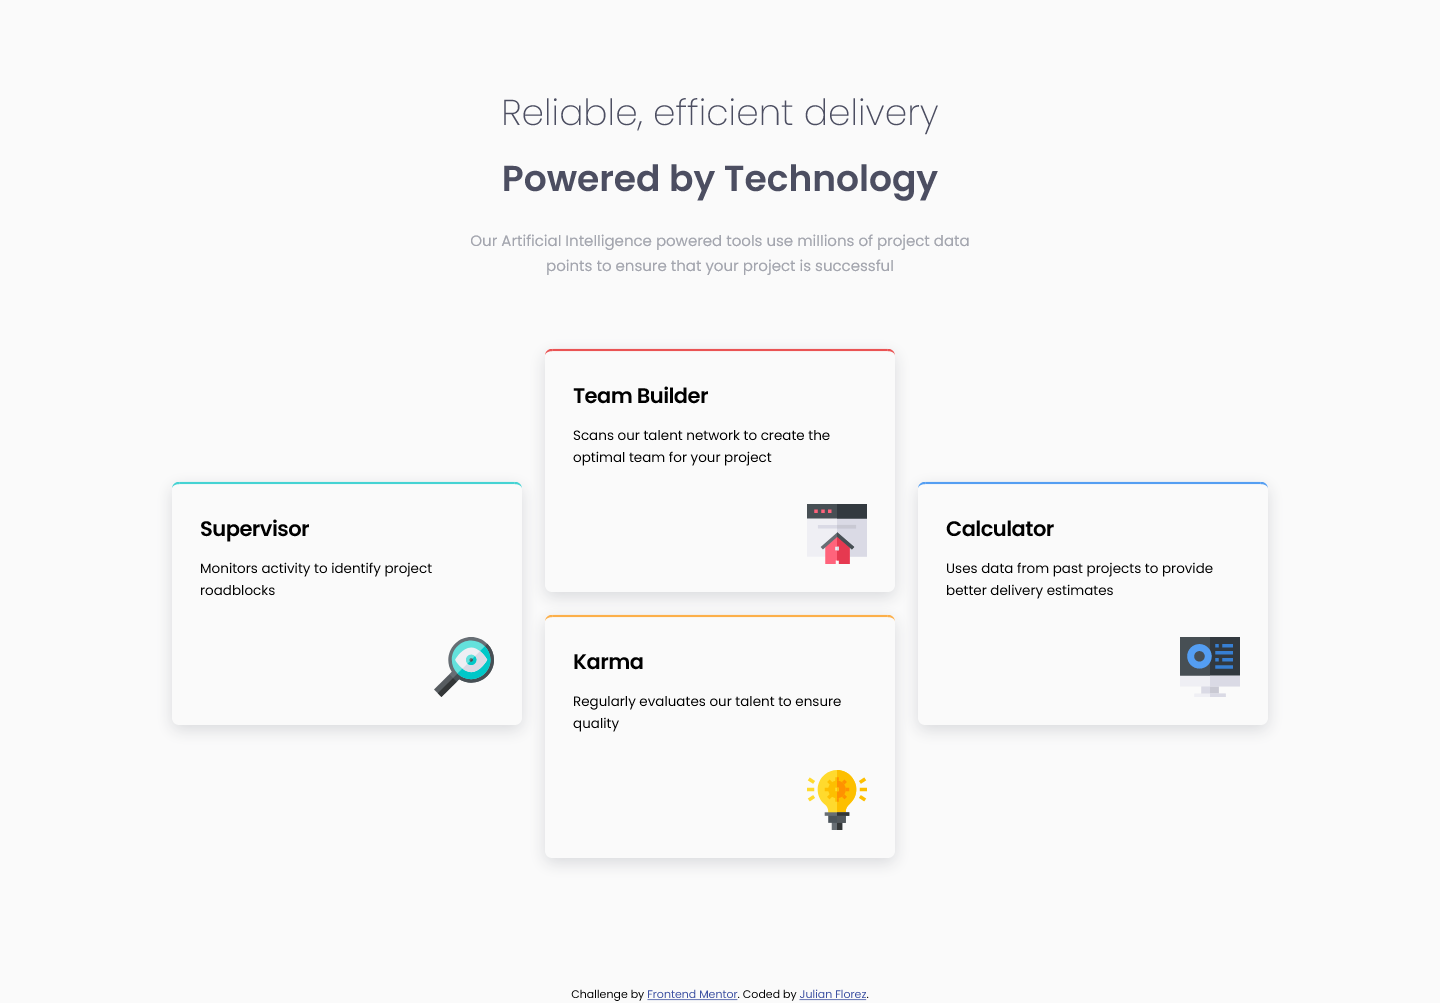 Reliable, efficient delivery
Powered by Technology
Our Artificial Intelligence powered tools use millions of project data
points to ensure that your project is successful
Supervisor
Monitors activity to identify project
roadblocks
Team Builder
Scans our talent network to create the
optimal team for your project
Karma
Regularly evaluates our talent to ensure
quality
Calculator
Uses data from past projects to provide
better delivery estimates
Challenge by Frontend Mentor. Coded by Julian Florez.